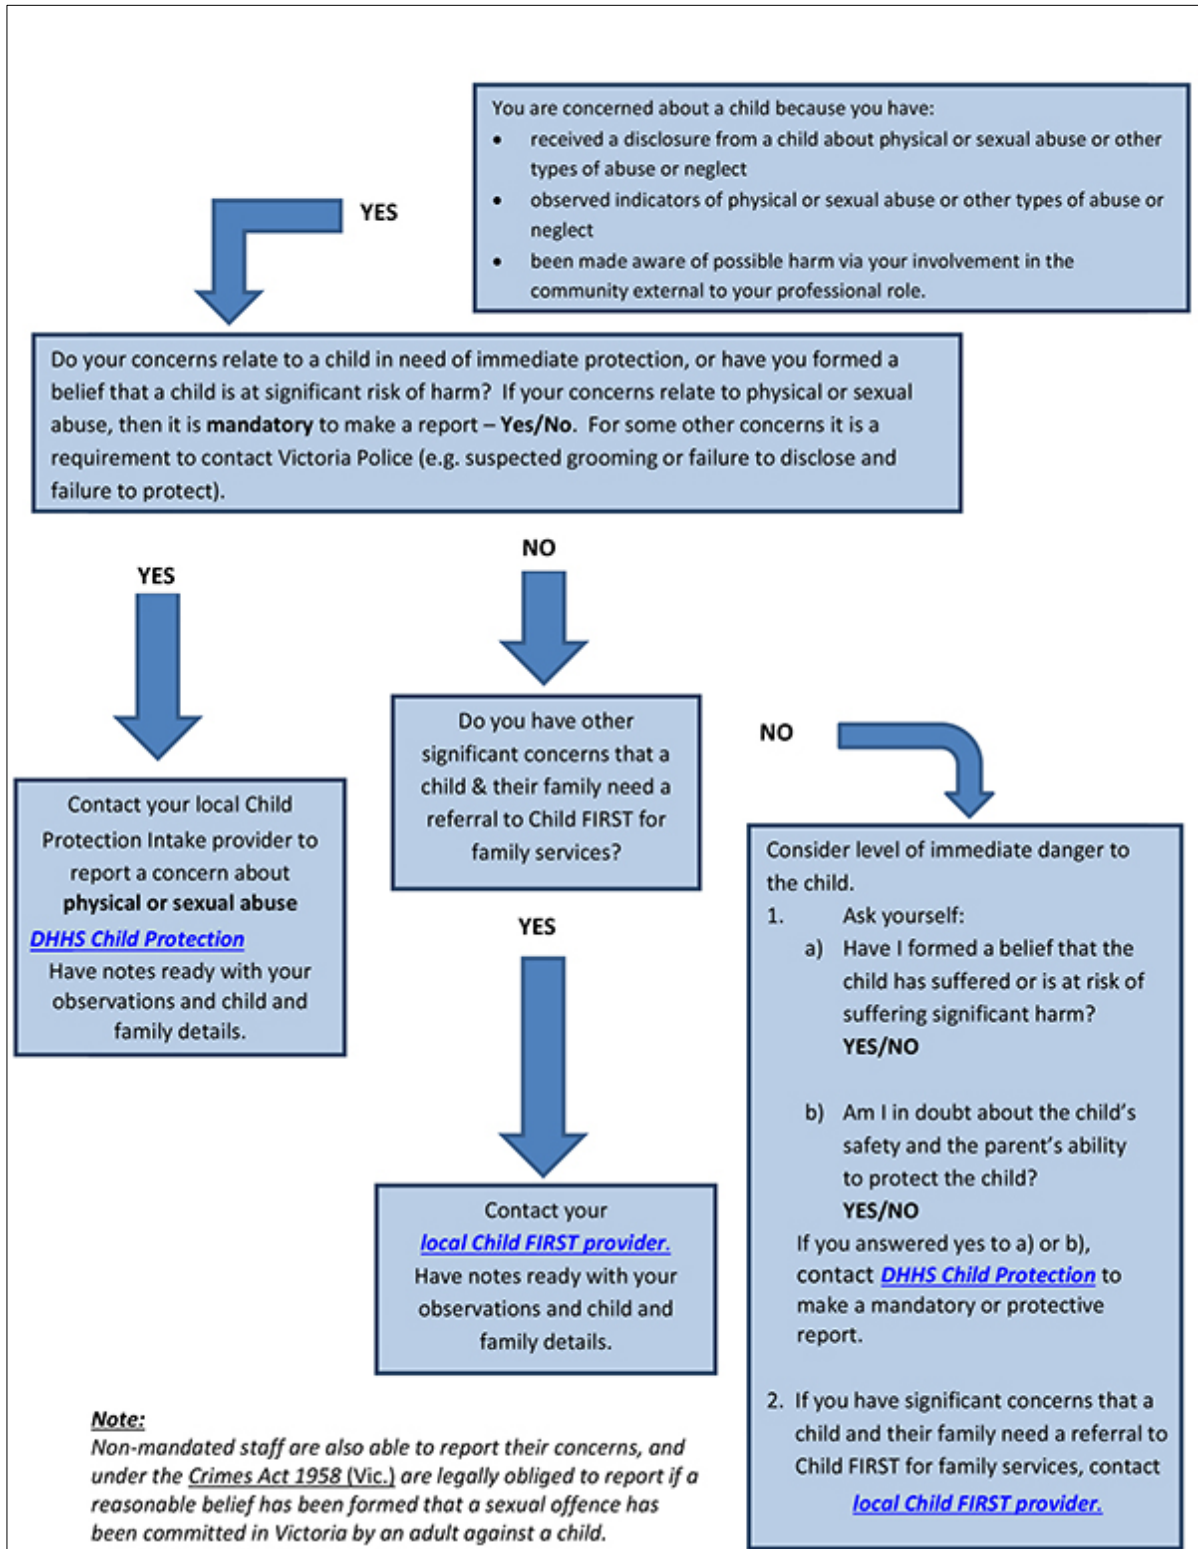 You are concerned about a child because you have:
• received a disclosure from a child about physical or sexual abuse or other
types of abuse or neglect
• observed indicators of physical or sexual abuse or other types of abuse or
neglect
• been made aware of possible harm via your involvement in the
community external to your professional role.
YES
Do your concerns relate to a child in need of immediate protection, or have you formed a
belief that a child is at significant risk of harm? If your concerns relate to physical or sexual
abuse, then it is mandatory to make a report – Yes/No. For some other concerns it is a
requirement to contact Victoria Police (e.g. suspected grooming or failure to disclose and
failure to protect).
YES
NO
Contact your local Child
Protection Intake provider to
report a concern about
physical or sexual abuse
DHHS Child Protection
Have notes ready with your
observations and child and
family details.
Do you have other
significant concerns that a
child & their family need a
referral to Child FIRST for
family services?
YES
NO
Contact your
local Child FIRST provider.
Have notes ready with your
observations and child and
family details.
Consider level of immediate danger to
the child.
1. Ask yourself:
a) Have I formed a belief that the
child has suffered or is at risk of
suffering significant harm?
YES/NO
b) Am I in doubt about the child's
safety and the parent's ability
to protect the child?
YES/NO
If you answered yes to a) or b),
contact DHHS Child Protection to
make a mandatory or protective
report.
2. If you have significant concerns that a
child and their family need a referral to
Child FIRST for family services, contact
local Child FIRST provider.
Note:
Non-mandated staff are also able to report their concerns, and
under the Crimes Act 1958 (Vic.) are legally obliged to report if a
reasonable belief has been formed that a sexual offence has
been committed in Victoria by an adult against a child.